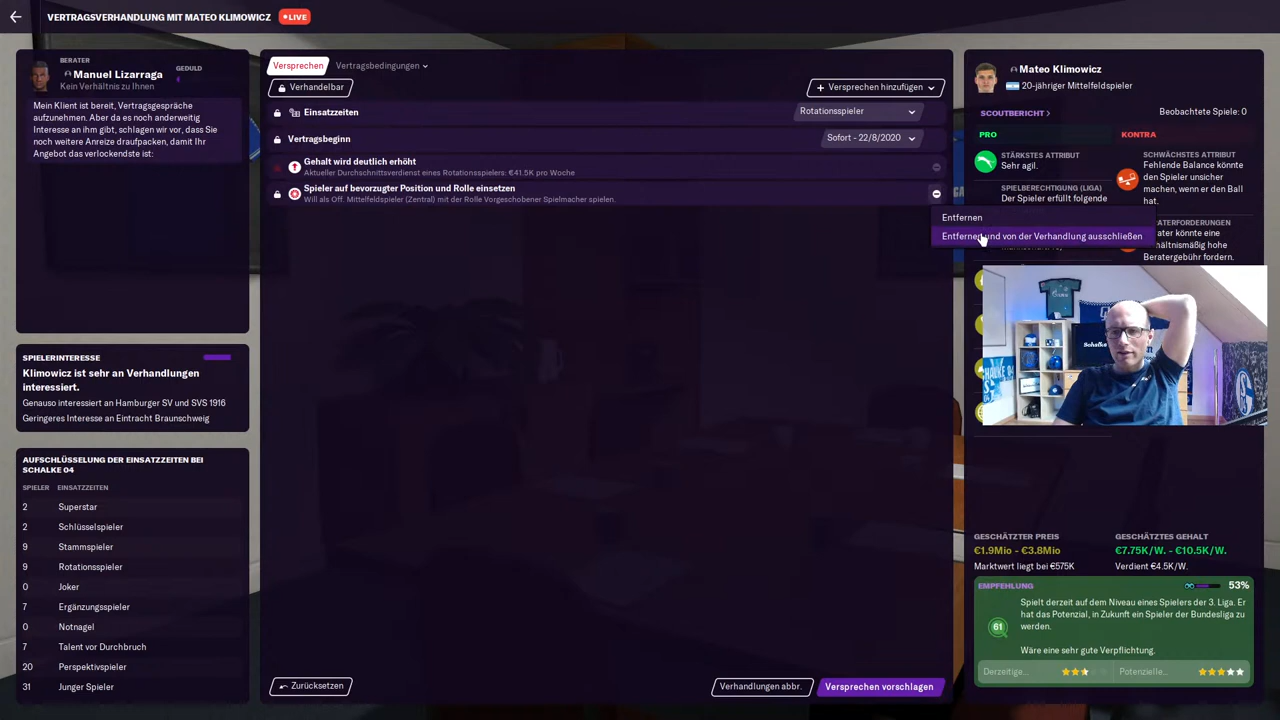 VERTRAGSVERHANDLUNG MIT MATEO KLIMOWICZ
LIVE
BERATER
Manuel Lizarraga
Kein Verhältnis zu Ihnen
GEDULD
Mein Klient ist bereit, Vertragsgespräche
aufzunehmen. Aber da es noch anderweitig
Interesse an ihm gibt, schlagen wir vor, dass Sie
noch weitere Anreize draufpacken, damit Ihr
Angebot das verlockendste ist:
SPIELERINTERESSE
Klimowicz ist sehr an Verhandlungen
interessiert.
Genauso interessiert an Hamburger SV und SVS 1916
Geringeres Interesse an Eintracht Braunschweig
AUFSCHLÜSSELUNG DER EINSATZZEITEN BEI
SCHALKE 04
SPIELER EINSATZZEITEN
2 Superstar
2 Schlüsselspieler
9 Stammspieler
9 Rotationsspieler
0 Joker
7 Ergänzungsspieler
0 Notnagel
7 Talent vor Durchbruch
20 Perspektivspieler
31 Junger Spieler
Versprechen Vertragsbedingungen
Verhandelbar
Versprechen hinzufügen
Einsatzzeiten Rotationsspieler
Vertragsbeginn Sofort - 22/8/2020
Gehalt wird deutlich erhöht
Aktueller Durchschnittsverdienst eines Rotationsspielers: €41.5K pro Woche
Spieler auf bevorzugter Position und Rolle einsetzen
Will als Off. Mittelfeldspieler (Zentral) mit der Rolle Vorgeschobener Spielmacher spielen.
Entfernen
Entfernen und von der Verhandlung ausschließen
Zurücksetzen
Verhandlungen abbr.
Versprechen vorschlagen
Mateo Klimowicz
20-jähriger Mittelfeldspieler
SCOUTBERICHT
Beobachtete Spiele: 0
PRO
STÄRKSTES ATTRIBUT
Sehr agil.
SPIELBERECHTIGUNG (LIGA)
Der Spieler erfüllt folgende
KONTRA
SCHWÄCHSTES ATTRIBUT
Fehlende Balance könnte
den Spieler unsicher
machen, wenn er den Ball
hat.
ater könnte eine
hältnismäßig hohe
Beratergebühr fordern.
Schalke
SCHALKE 04
GESCHÄTZTER PREIS
€1.9Mio - €3.8Mio
Marktwert liegt bei €575K
GESCHÄTZTES GEHALT
€7.75K/W. - €10.5K/W.
Verdient €4.5K/W.
EMPFEHLUNG
53%
61
Spielt derzeit auf dem Niveau eines Spielers der 3. Liga. Er
hat das Potenzial, in Zukunft ein Spieler der Bundesliga zu
werden.
Wäre eine sehr gute Verpflichtung.
Derzeitige...
Potenzielle...